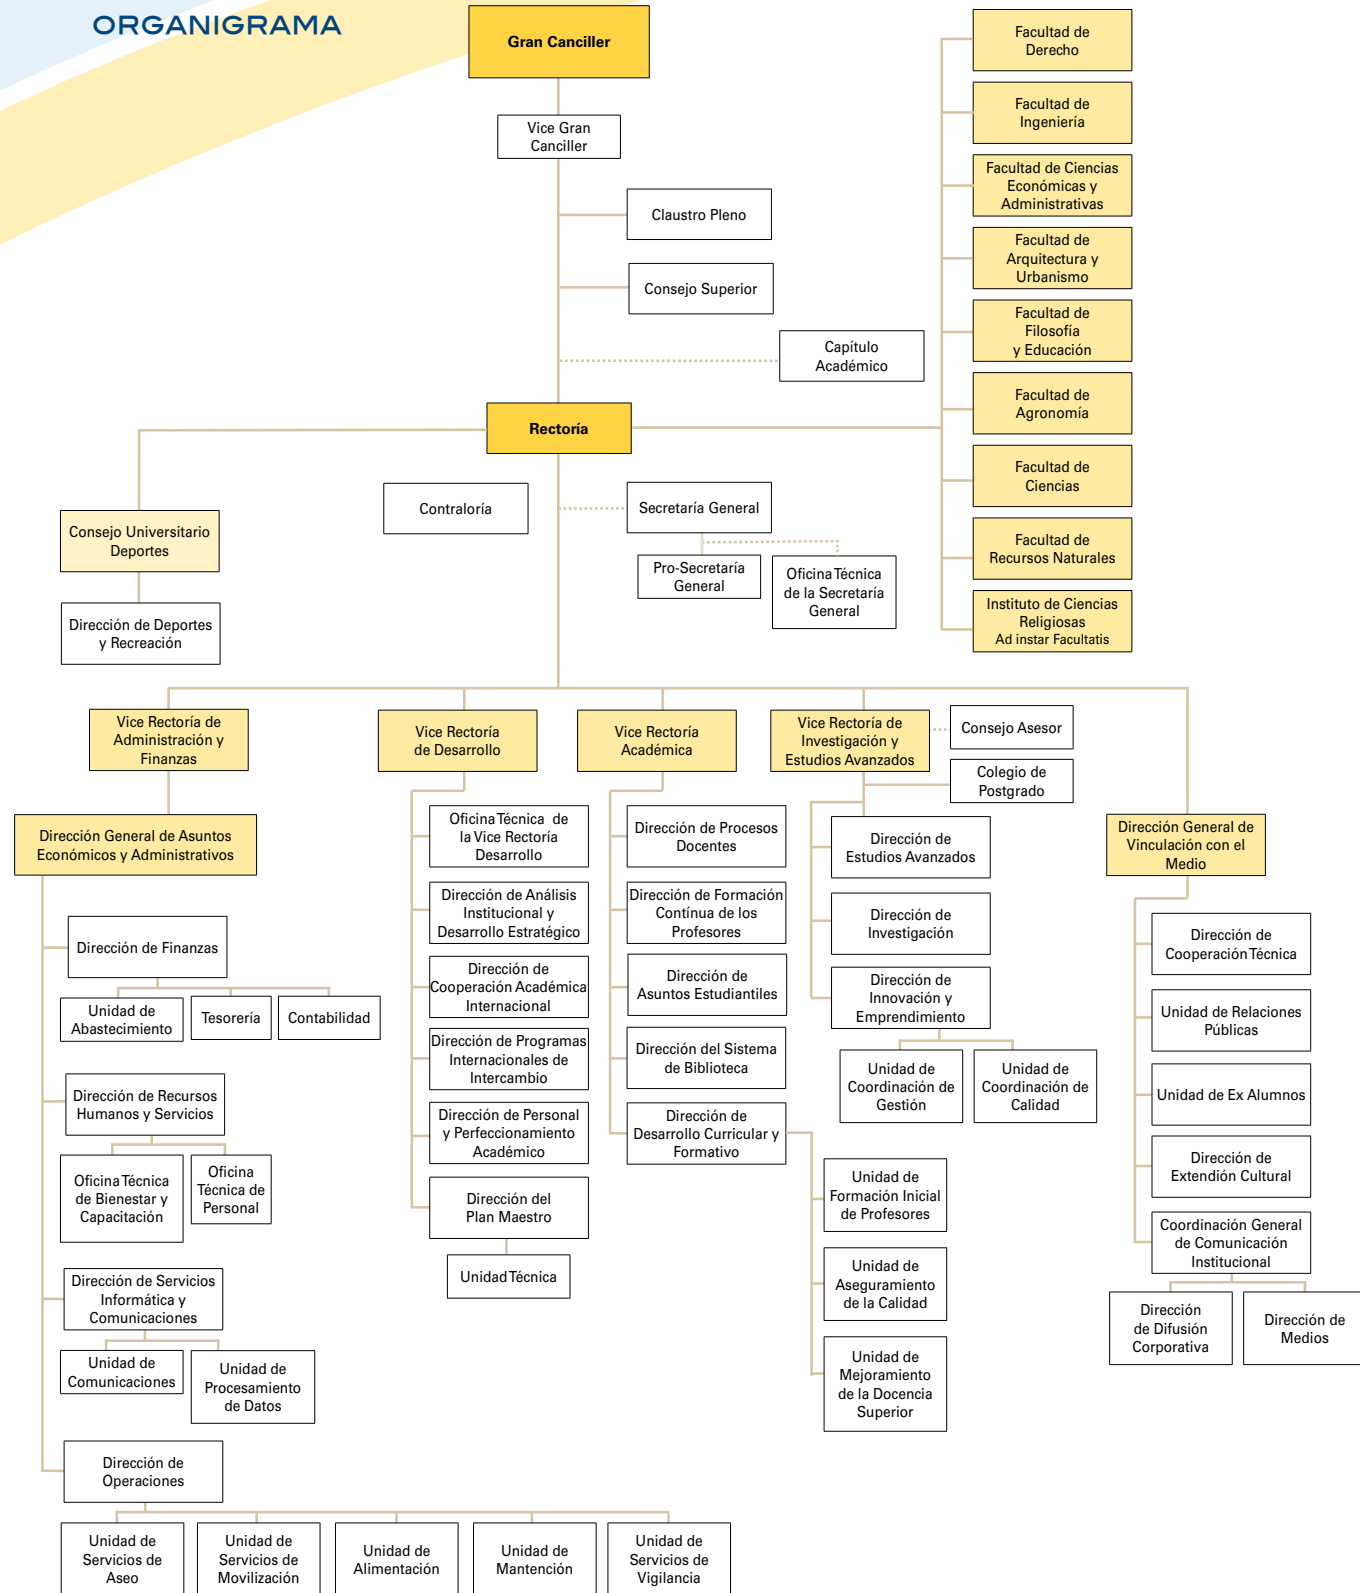 ORGANIGRAMA
Gran Canciller
Vice Gran
Canciller
Claustro Pleno
Consejo Superior
Capítulo
Académico
Rectoría
Facultad de
Derecho
Facultad de
Ingeniería
Facultad de Ciencias
Económicas y
Administrativas
Facultad de
Arquitectura y
Urbanismo
Facultad de
Filosofía
y Educación
Facultad de
Agronomía
Facultad de
Ciencias
Facultad de
Recursos Naturales
Instituto de Ciencias
Religiosas
Ad instar Facultatis
Contraloría
Secretaría General
Pro-Secretaría
General
Oficina Técnica
de la Secretaría
General
Consejo Universitario
Deportes
Dirección de Deportes
y Recreación
Vice Rectoría de
Administración y
Finanzas
Dirección General de Asuntos
Económicos y Administrativos
Dirección de Finanzas
Unidad de
Abastecimiento
Tesorería
Contabilidad
Dirección de Recursos
Humanos y Servicios
Oficina Técnica
de Bienestar y
Capacitación
Oficina
Técnica de
Personal
Dirección de Servicios
Informática y
Comunicaciones
Unidad de
Comunicaciones
Unidad de
Procesamiento
de Datos
Dirección de
Operaciones
Unidad de
Servicios de
Aseo
Unidad de
Servicios de
Movilización
Unidad de
Alimentación
Unidad de
Mantención
Unidad de
Servicios de
Vigilancia
Vice Rectoría
de Desarrollo
Oficina Técnica de
la Vice Rectoría
Desarrollo
Dirección de Análisis
Institucional y
Desarrollo Estratégico
Dirección de
Cooperación Académica
Internacional
Dirección de Programas
Internacionales de
Intercambio
Dirección de Personal
y Perfeccionamiento
Académico
Dirección del
Plan Maestro
Unidad Técnica
Vice Rectoría
Académica
Dirección de Procesos
Docentes
Dirección de Formación
Contínua de los
Profesores
Dirección de
Asuntos Estudiantiles
Dirección del Sistema
de Biblioteca
Dirección de
Desarrollo Curricular y
Formativo
Unidad de
Formación Inicial
de Profesores
Unidad de
Aseguramiento
de la Calidad
Unidad de
Mejoramiento
de la Docencia
Superior
Vice Rectoría de
Investigación y
Estudios Avanzados
Consejo Asesor
Colegio de
Postgrado
Dirección de
Estudios Avanzados
Dirección de
Investigación
Dirección de
Innovación y
Emprendimiento
Unidad de
Coordinación de
Gestión
Unidad de
Coordinación de
Calidad
Dirección General de
Vinculación con el
Medio
Dirección de
Cooperación Técnica
Unidad de Relaciones
Públicas
Unidad de Ex Alumnos
Dirección de
Extendión Cultural
Coordinación General
de Comunicación
Institucional
Dirección
de Difusión
Corporativa
Dirección de
Medios